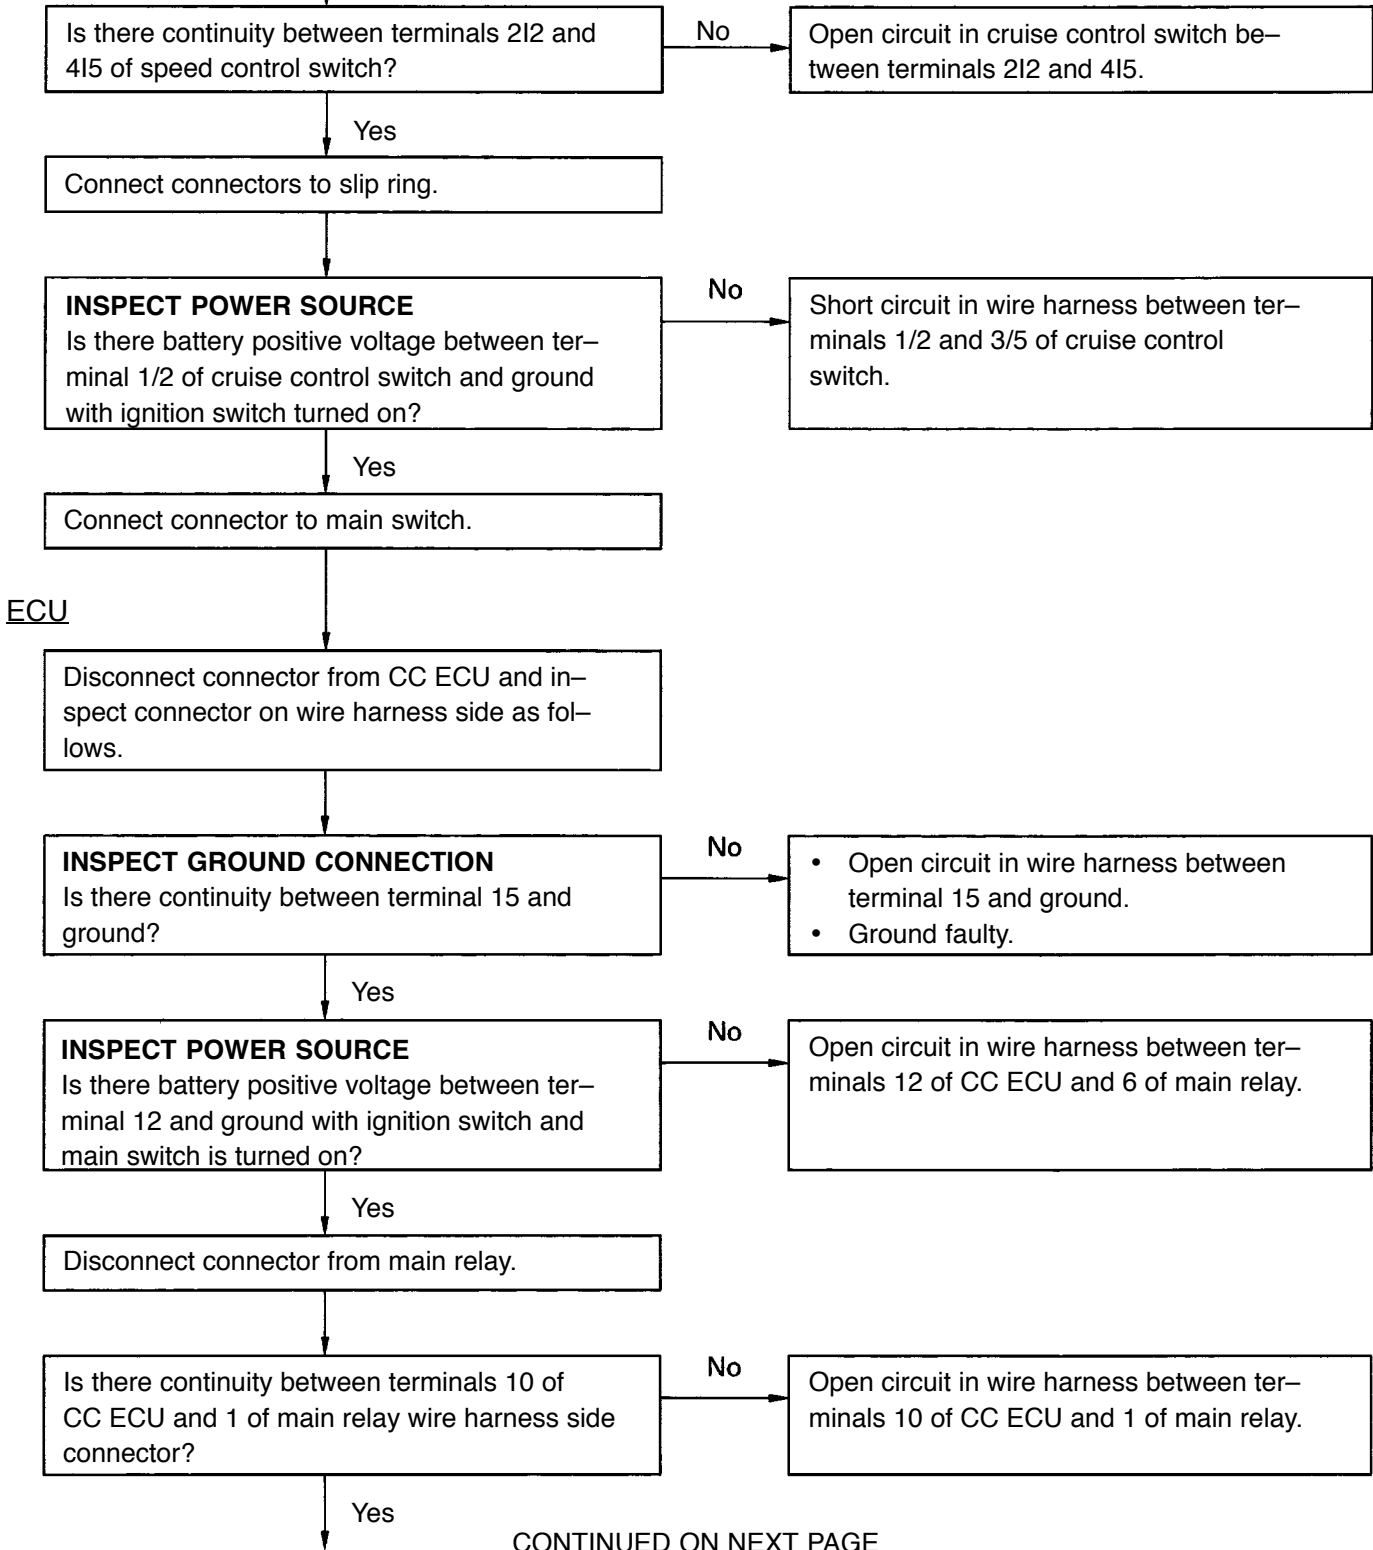 Is there continuity between terminals 2I2 and
4I5 of speed control switch?
No
Open circuit in cruise control switch be–
tween terminals 2I2 and 4I5.
Yes
Connect connectors to slip ring.
INSPECT POWER SOURCE
Is there battery positive voltage between ter–
minal 1/2 of cruise control switch and ground
with ignition switch turned on?
No
Short circuit in wire harness between ter–
minals 1/2 and 3/5 of cruise control
switch.
Yes
Connect connector to main switch.
ECU
Disconnect connector from CC ECU and in–
spect connector on wire harness side as fol–
lows.
INSPECT GROUND CONNECTION
Is there continuity between terminal 15 and
ground?
No
• Open circuit in wire harness between
terminal 15 and ground.
• Ground faulty.
Yes
INSPECT POWER SOURCE
Is there battery positive voltage between ter–
minal 12 and ground with ignition switch and
main switch is turned on?
No
Open circuit in wire harness between ter–
minals 12 of CC ECU and 6 of main relay.
Yes
Disconnect connector from main relay.
Is there continuity between terminals 10 of
CC ECU and 1 of main relay wire harness side
connector?
No
Open circuit in wire harness between ter–
minals 10 of CC ECU and 1 of main relay.
Yes
CONTINUED ON NEXT PAGE